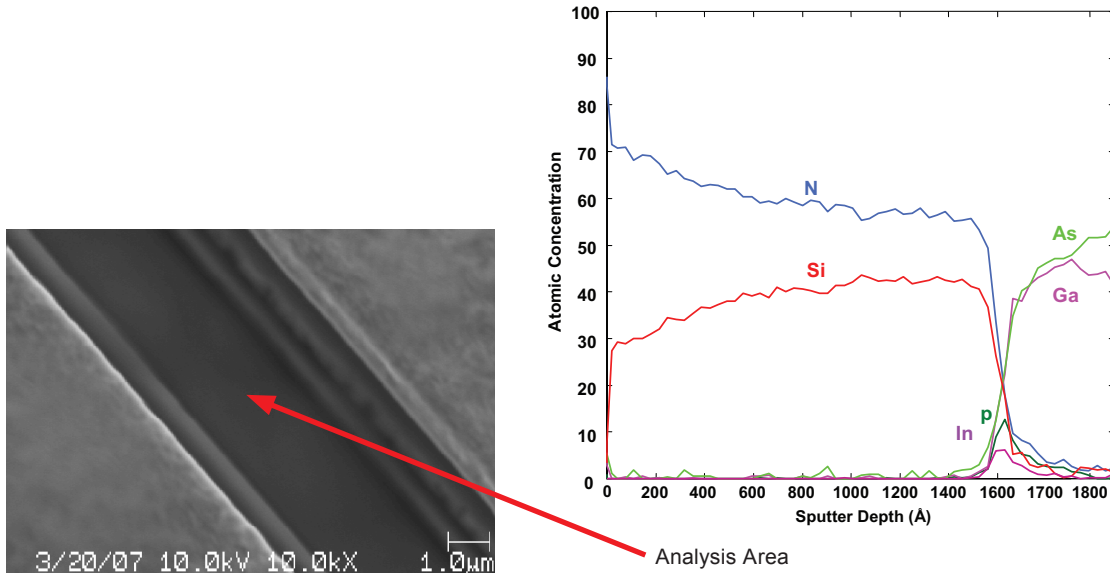 3/20/07 10.0kV 10.0kX 1.0µm
Analysis Area
100
90
80
70
60
50
40
30
20
10
0
Atomic Concentration
N
Si
As
Ga
p
In
0 200 400 600 800 1000 1200 1400 1600 1700 1800
Sputter Depth (Å)